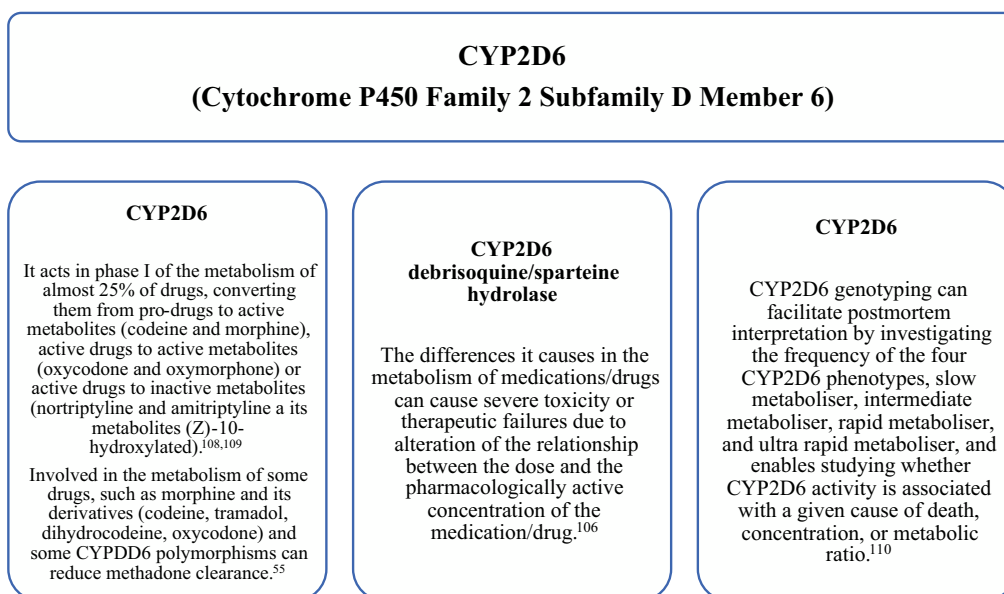 CYP2D6
(Cytochrome P450 Family 2 Subfamily D Member 6)
CYP2D6
It acts in phase I of the metabolism of
almost 25% of drugs, converting
them from pro-drugs to active
metabolites (codeine and morphine),
active drugs to active metabolites
(oxycodone and oxymorphone) or
active drugs to inactive metabolites
(nortriptyline and amitriptyline a its
metabolites (Z)-10-
hydroxylated).108,109
Involved in the metabolism of some
drugs, such as morphine and its
derivatives (codeine, tramadol,
dihydrocodeine, oxycodone) and
some CYPDD6 polymorphisms can
reduce methadone clearance.55
CYP2D6
debrisoquine/sparteine
hydrolase
The differences it causes in the
metabolism of medications/drugs
can cause severe toxicity or
therapeutic failures due to
alteration of the relationship
between the dose and the
pharmacologically active
concentration of the
medication/drug.106
CYP2D6
CYP2D6 genotyping can
facilitate postmortem
interpretation by investigating
the frequency of the four
CYP2D6 phenotypes, slow
metaboliser, intermediate
metaboliser, rapid metaboliser,
and ultra rapid metaboliser, and
enables studying whether
CYP2D6 activity is associated
with a given cause of death,
concentration, or metabolic
ratio.110